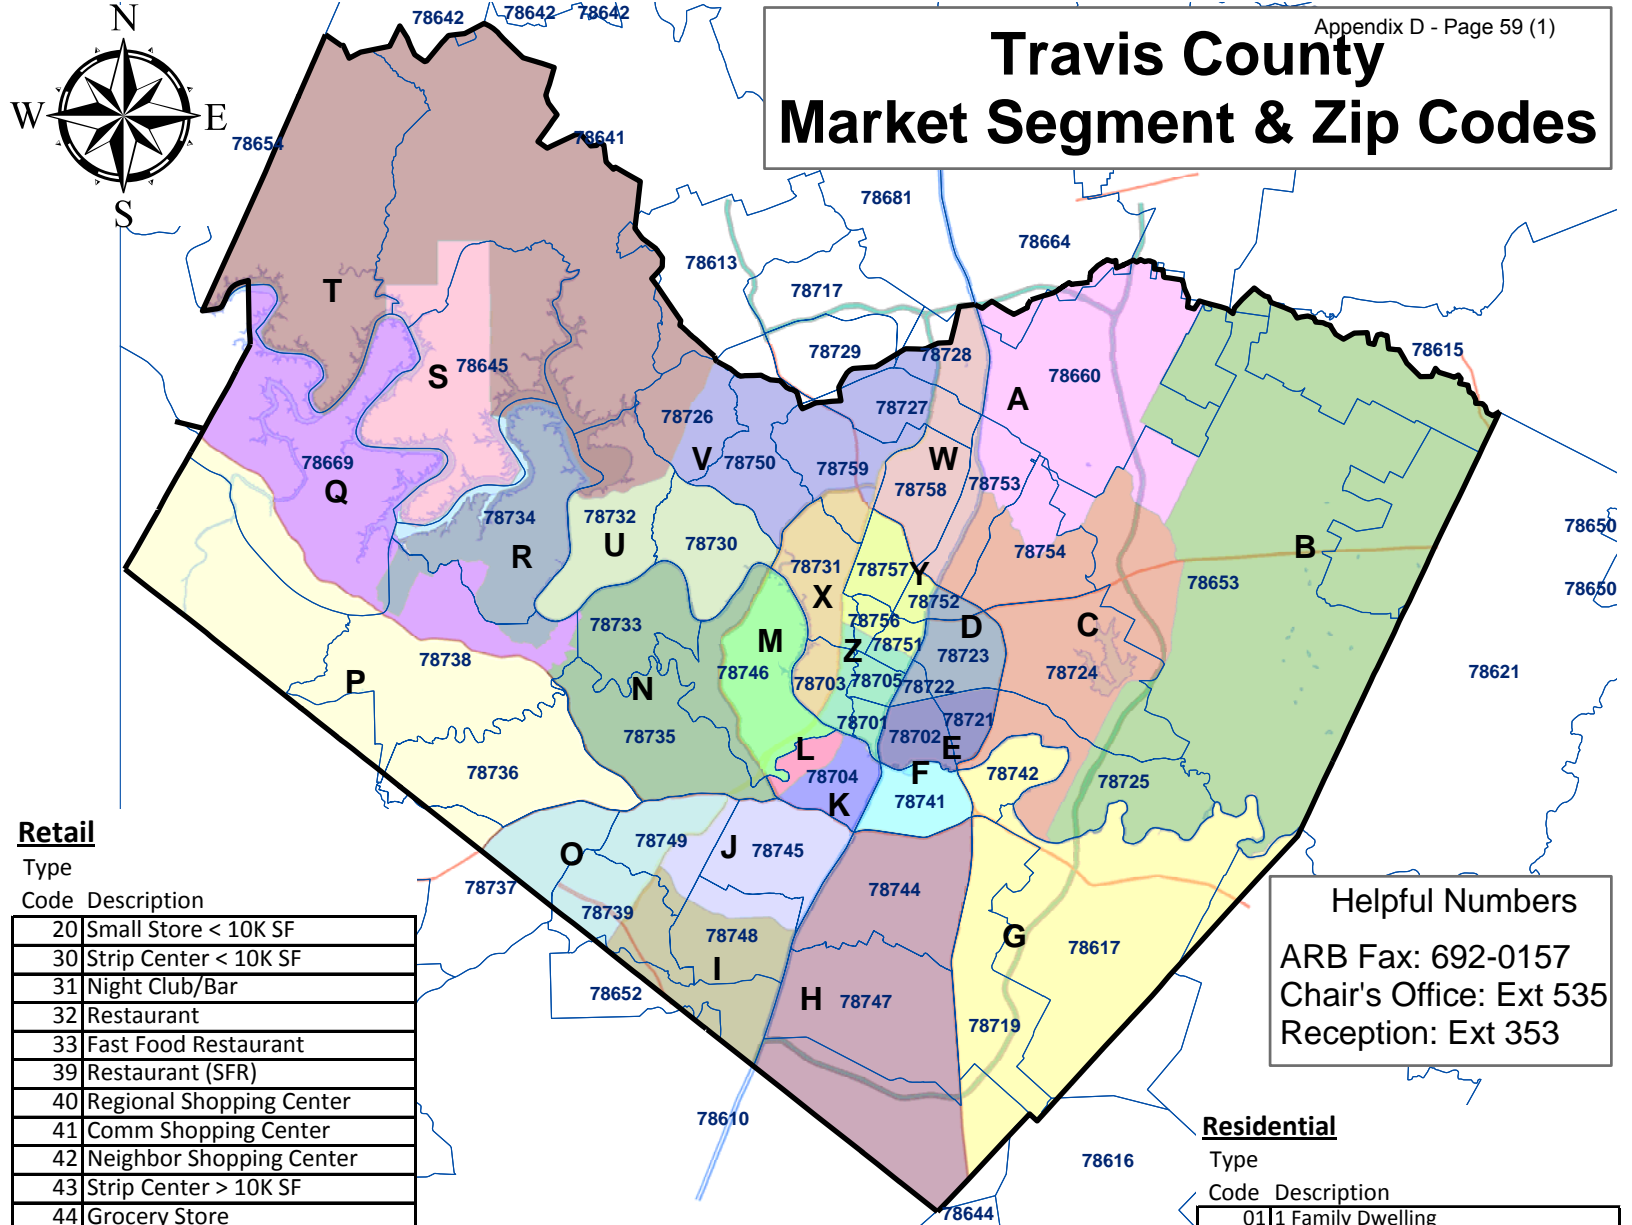 Appendix D - Page 59 (1)
Travis County
Market Segment & Zip Codes
N
W E
S
78642 78642 78642
78654 78641
78681
78664
78613
78717
78729 78728
78615
T
S 78645
78660
A
78726 78727
V 78750 78759
W
78758 78753
78669
Q
78734
R
78732
U
78730
78731
X
78757
Y
78752
78754
78650
B
78653
78650
78733
M
78746
78756
Z 78751
D
78723
C
78724
78621
78738
P
N
78703 78705 78722
78735
78701 78702 78721
E
L
78704
K
F
78741
78742
78725
78736
O
78749
J 78745
78737
78739
78744
78748
I
78652
H 78747
G 78617
78719
78610
78616
78644
Helpful Numbers
ARB Fax: 692-0157
Chair's Office: Ext 535
Reception: Ext 353
Retail
Type
Code Description
20 Small Store < 10K SF
30 Strip Center < 10K SF
31 Night Club/Bar
32 Restaurant
33 Fast Food Restaurant
39 Restaurant (SFR)
40 Regional Shopping Center
41 Comm Shopping Center
42 Neighbor Shopping Center
43 Strip Center > 10K SF
44 Grocery Store
Residential
Type
Code Description
01 1 Family Dwelling